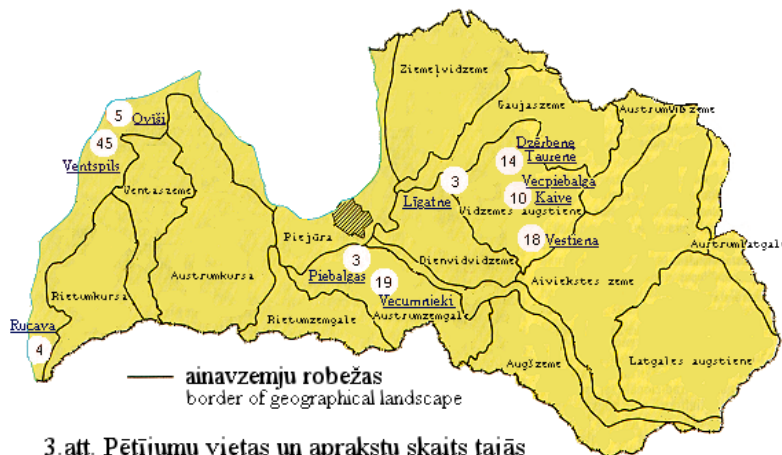 Ziemeļvidzeme
Gaujaszeme
Austrumvidzeme
5 Oviši
45
Ventspils
Dzērbene
14 Taurene
Ventaszeme
3
Līgatne
Vecpiebalga
10 Kaive
Vidzemes augstiene
18 Vestiena
Piejūra
Austrumlatgale
Dienvidvidzeme
3
Piebalgas
Aiviekstes zeme
Austrumkursa
19
Vecumnieki
Rietumkursa
Rietumzemgale
Austrumzemgale
Rucava
4
Augšzeme
Latgales augstiene
ainavzemju robežas
border of geographical landscape
3.att. Pētījumu vietas un aprakstu skaits tajās